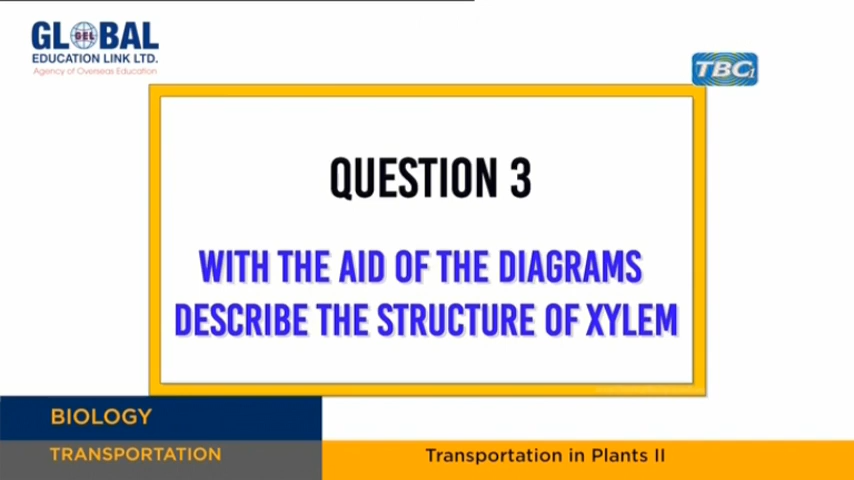 GLOBAL
GEL
EDUCATION LINK LTD.
Agency of Overseas Education
TBC1
QUESTION 3
WITH THE AID OF THE DIAGRAMS
DESCRIBE THE STRUCTURE OF XYLEM
BIOLOGY
TRANSPORTATION
Transportation in Plants II